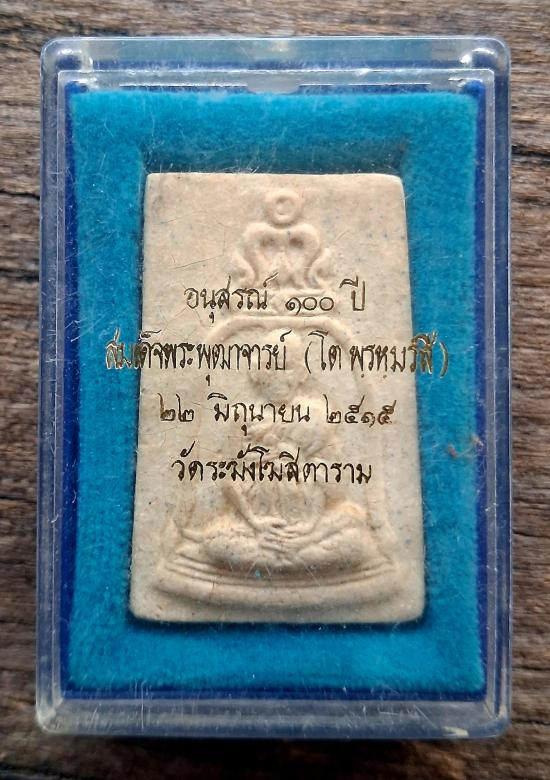 อนุสรณ์ ๑๐๐ ปี
สมเด็จพระพุฒาจารย์ (โต พฺรหฺมรํสี)
๒๒ มิถุนายน ๒๕๑๕
วัดระฆังโฆสิตาราม